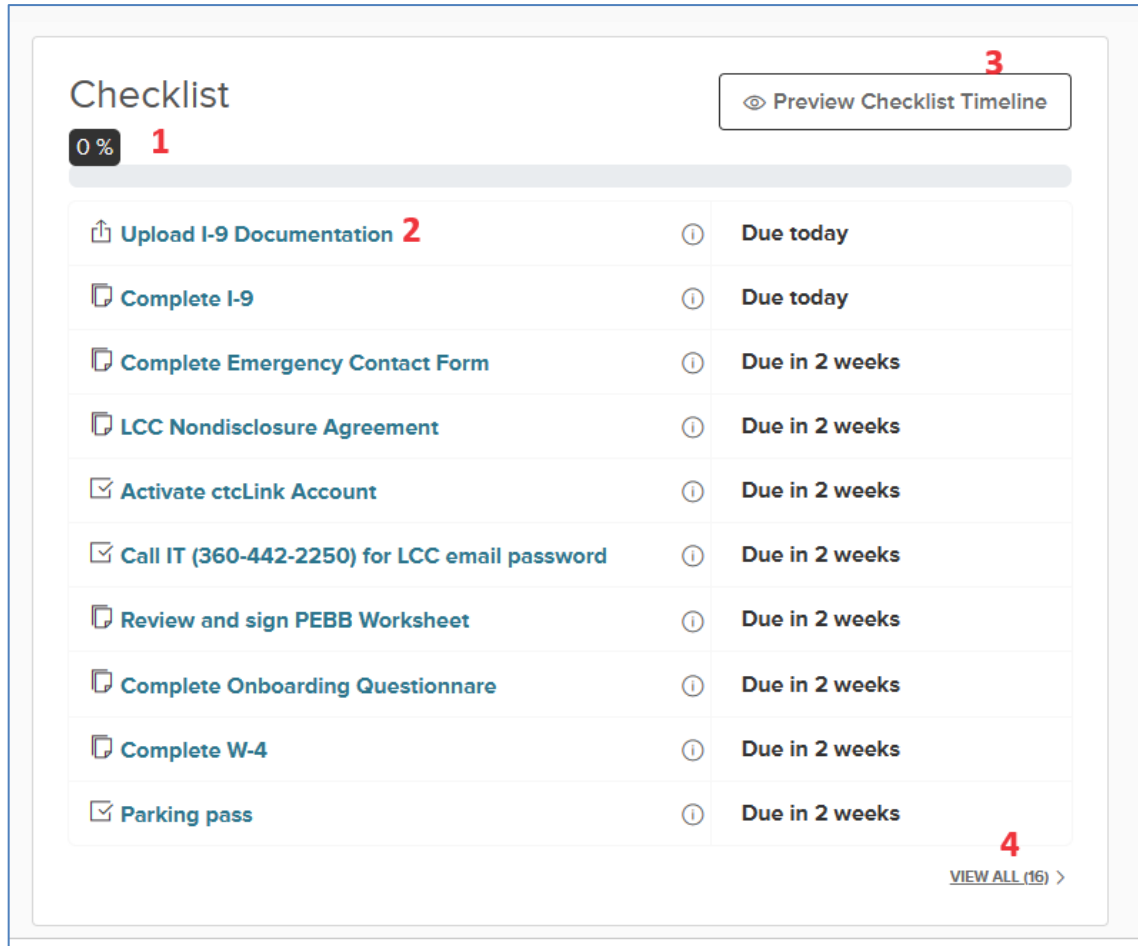 3
Checklist
Preview Checklist Timeline
0 % 1
Upload I-9 Documentation 2 Due today
Complete I-9 Due today
Complete Emergency Contact Form Due in 2 weeks
LCC Nondisclosure Agreement Due in 2 weeks
Activate ctcLink Account Due in 2 weeks
Call IT (360-442-2250) for LCC email password Due in 2 weeks
Review and sign PEBB Worksheet Due in 2 weeks
Complete Onboarding Questionnare Due in 2 weeks
Complete W-4 Due in 2 weeks
Parking pass Due in 2 weeks
4
VIEW ALL (16) >